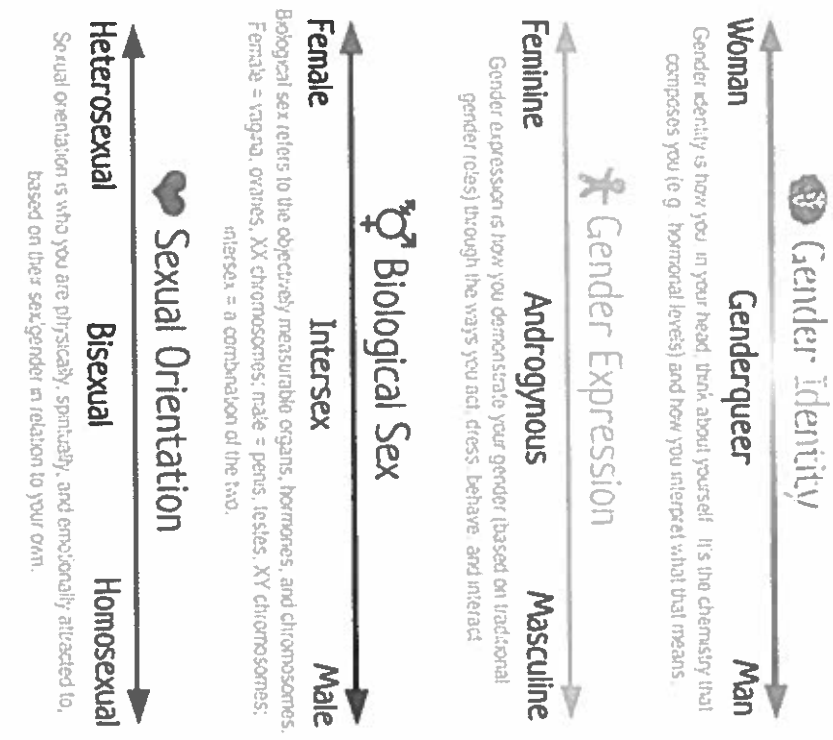 Gender Identity
Woman Genderqueer Man
Gender identity is how you in your head, think about yourself. It's the chemistry that
composes you (e.g. hormonal levels) and how you interpret what that means.
Gender Expression
Feminine Androgynous Masculine
Gender expression is how you demonstrate your gender (based on traditional
gender roles) through the ways you act, dress, behave, and interact
Biological Sex
Female Intersex Male
Biological sex refers to the objectively measurable organs, hormones, and chromosomes.
Female = vagina, ovaries, XX chromosomes; male = penis, testes, XY chromosomes;
intersex = a combination of the two.
Sexual Orientation
Heterosexual Bisexual Homosexual
Sexual orientation is who you are physically, spiritually, and emotionally attracted to,
based on their sex/gender in relation to your own.